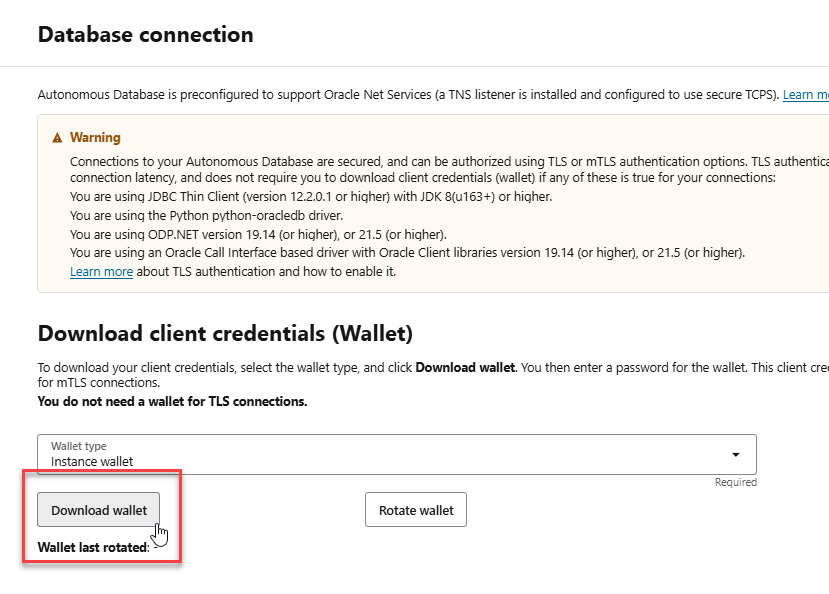 Database connection
Autonomous Database is preconfigured to support Oracle Net Services (a TNS listener is installed and configured to use secure TCPS). Learn
Warning
Connections to your Autonomous Database are secured, and can be authorized using TLS or mTLS authentication options. TLS
connection latency, and does not require you to download client credentials (wallet) if any of these is true for your connections:
You are using JDBC Thin Client (version 12.2.0.1 or higher) with JDK 8(u163+) or higher.
You are using the Python python-oracledb driver.
You are using ODP.NET version 19.14 (or higher), or 21.5 (or higher).
You are using an Oracle Call Interface based driver with Oracle Client libraries version 19.14 (or higher), or 21.5 (or higher).
Learn more about TLS authentication and how to enable it.
Download client credentials (Wallet)
To download your client credentials, select the wallet type, and click Download wallet. You then enter a password for the wallet. This client
for mTLS connections.
You do not need a wallet for TLS connections.
Wallet type
Instance wallet
Required
Download wallet
Rotate wallet
Wallet last rotated: -